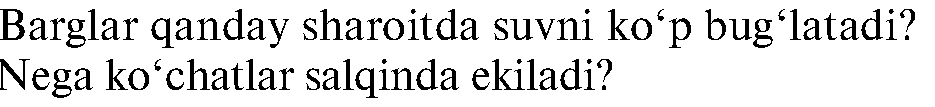 Barglar qanday sharoitda suvni ko‘p bug‘latadi?
Nega ko‘chatlar salqinda ekiladi?